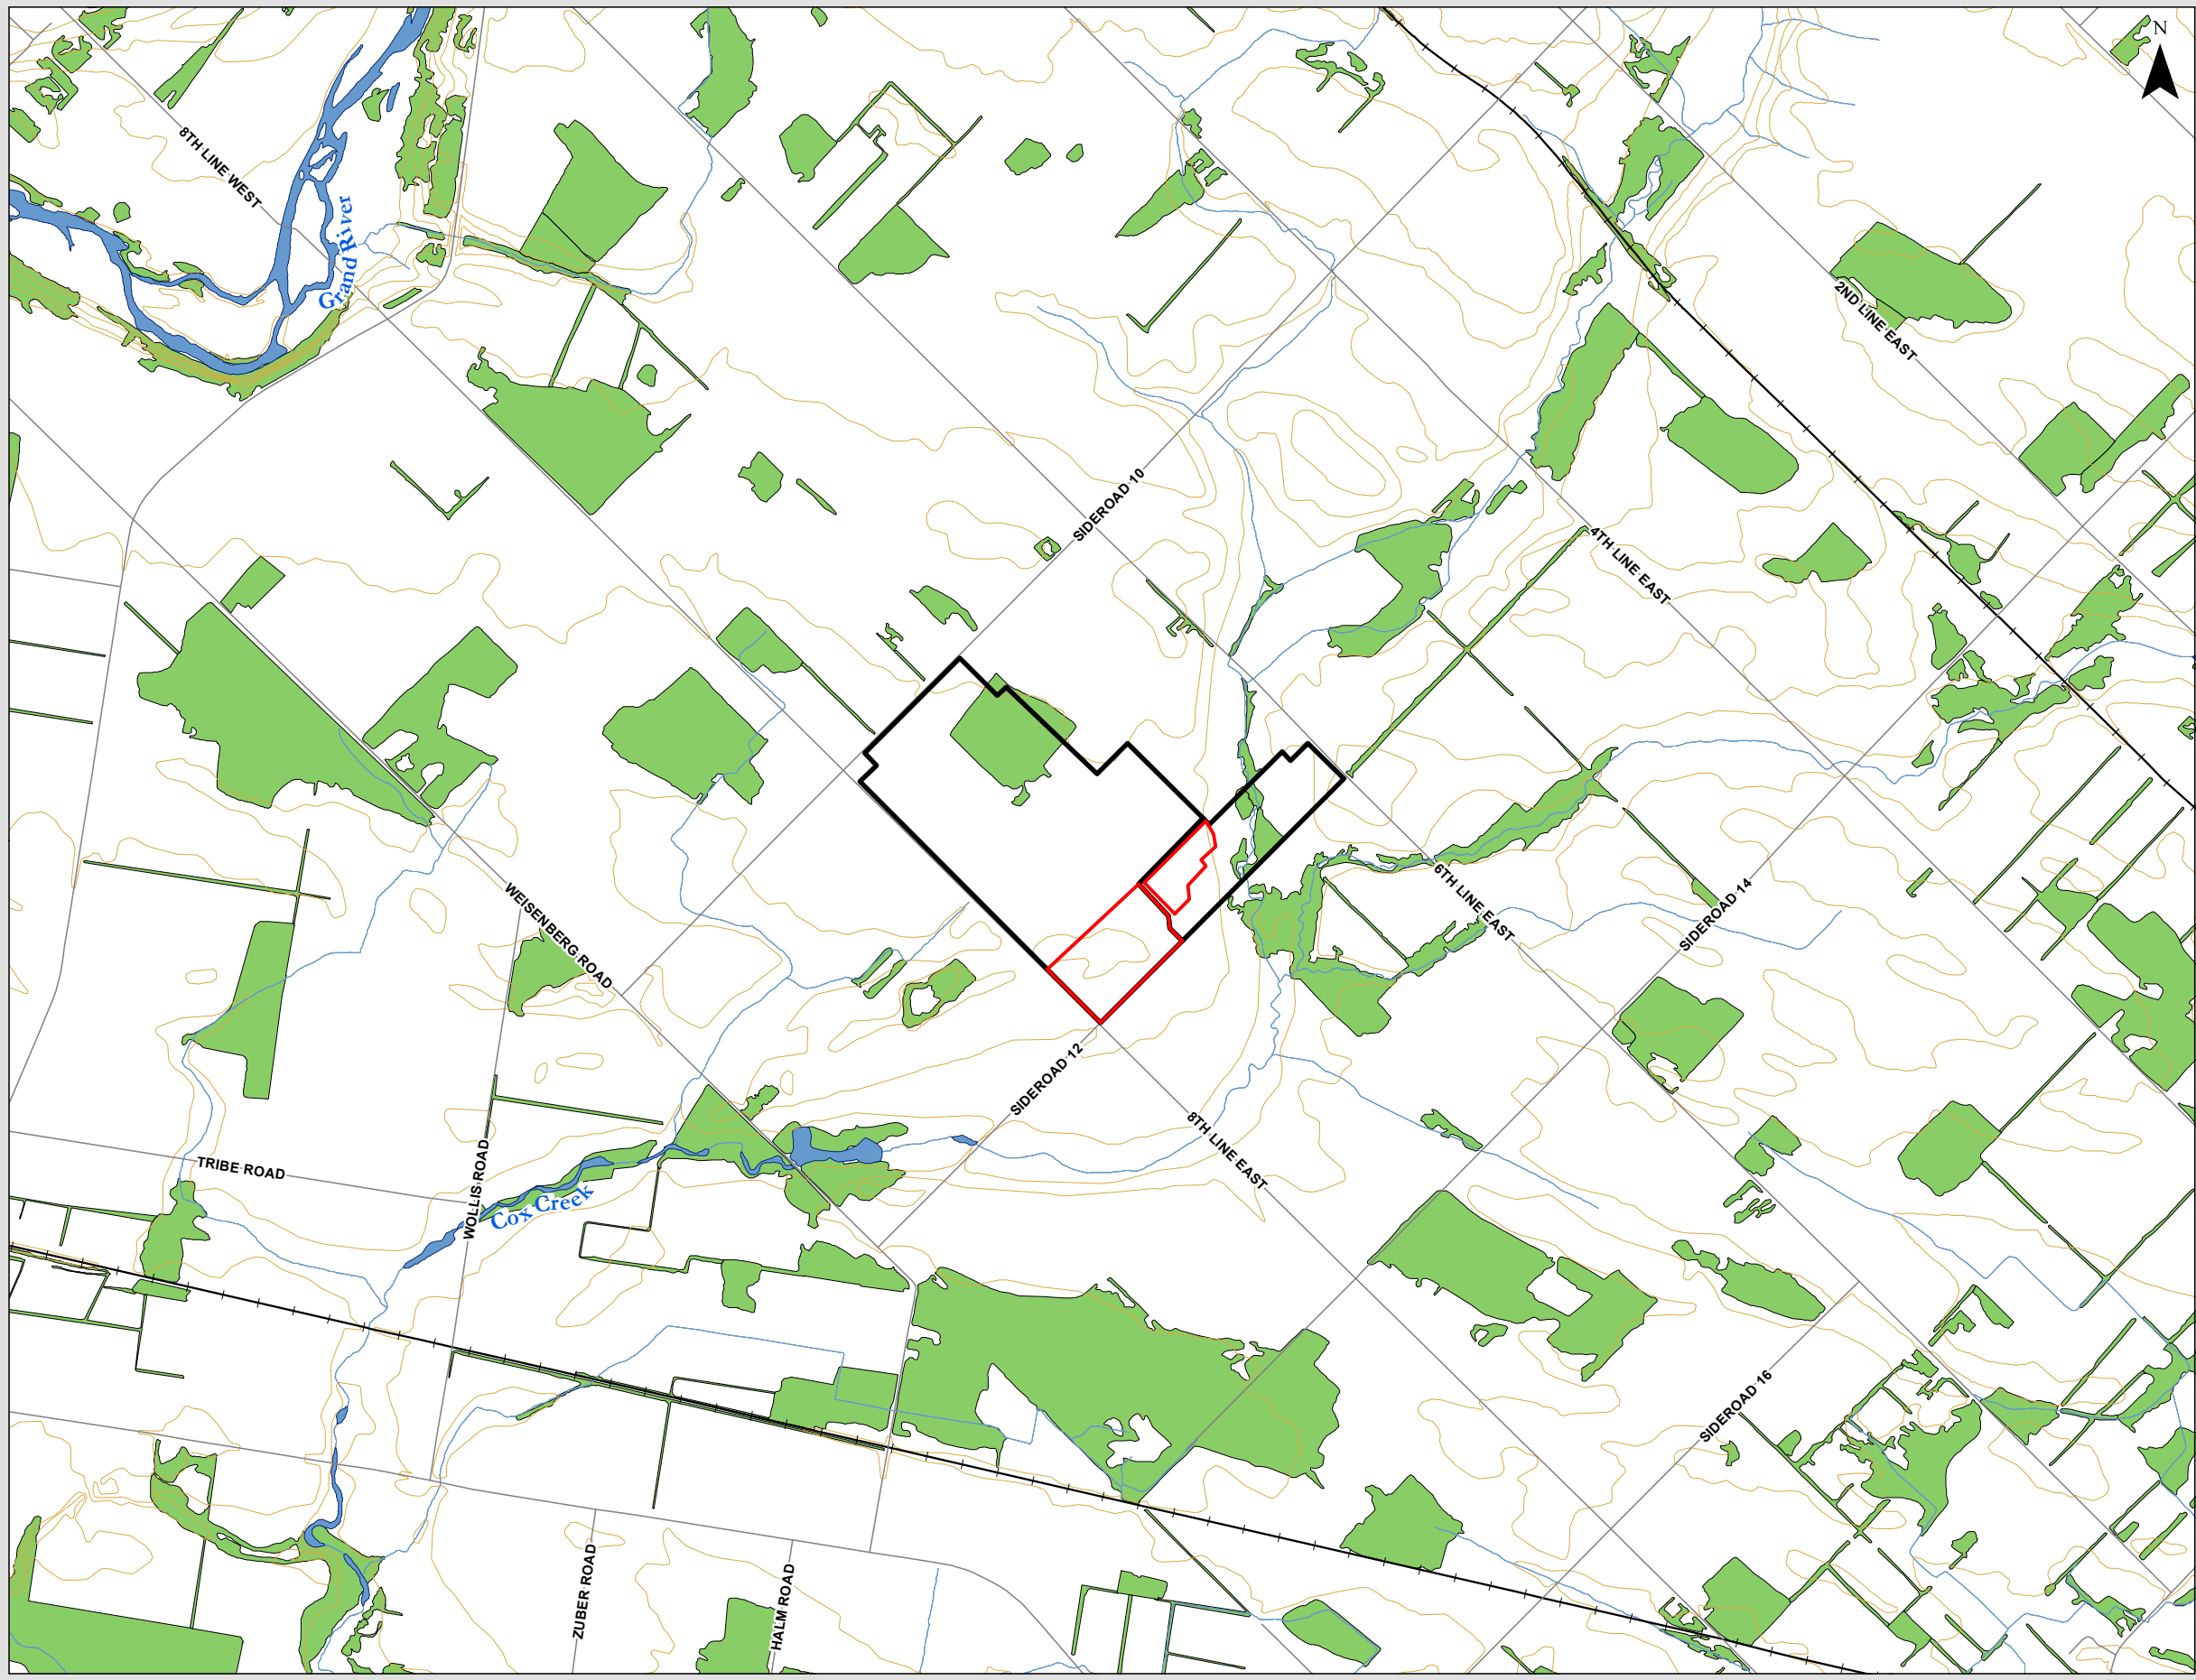 N
8TH LINE WEST
Grand River
2ND LINE EAST
SIDEROAD 10
4TH LINE EAST
6TH LINE EAST
SIDEROAD 14
WEISENBERG ROAD
SIDEROAD 12
8TH LINE EAST
TRIBE ROAD
WOLLIS ROAD
Cox Creek
SIDEROAD 16
ZUBER ROAD
HALM ROAD